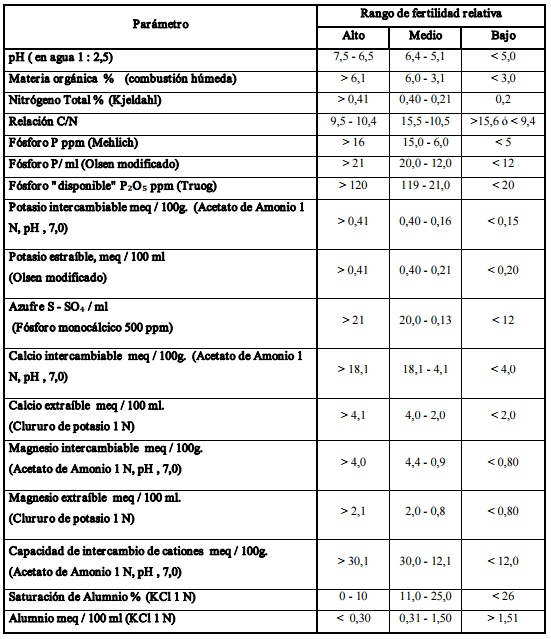 Parámetro
Rango de fertilidad relativa
Alto Medio Bajo
pH ( en agua 1 : 2,5) 7,5 - 6,5 6,4 - 5,1 < 5,0
Materia orgánica % (combustión húmeda) > 6,1 6,0 - 3,1 < 3,0
Nitrógeno Total % (Kjeldahl) > 0,41 0,40 - 0,21 0,2
Relación C/N 9,5 - 10,4 15,5 -10,5 >15,6 ó < 9,4
Fósforo P ppm (Mehlich) > 16 15,0 - 6,0 < 5
Fósforo P/ ml (Olsen modificado) > 21 20,0 - 12,0 < 12
Fósforo "disponible" P₂O₅ ppm (Truog) > 120 119 - 21,0 < 20
Potasio intercambiable meq / 100g. (Acetato de Amonio 1
N, pH , 7,0) > 0,41 0,40 - 0,16 < 0,15
Potasio estraíble, meq / 100 ml
(Olsen modificado) > 0,41 0,40 - 0,21 < 0,20
Azufre S - SO₄ / ml
(Fósforo monocálcico 500 ppm) > 21 20,0 - 0,13 < 12
Calcio intercambiable meq / 100g. (Acetato de Amonio 1
N, pH , 7,0) > 18,1 18,1 - 4,1 < 4,0
Calcio extraíble meq / 100 ml.
(Clururo de potasio 1 N) > 4,1 4,0 - 2,0 < 2,0
Magnesio intercambiable meq / 100g.
(Acetato de Amonio 1 N, pH , 7,0) > 4,0 4,4 - 0,9 < 0,80
Magnesio extraíble meq / 100 ml.
(Clururo de potasio 1 N) > 2,1 2,0 - 0,8 < 0,80
Capacidad de intercambio de cationes meq / 100g.
(Acetato de Amonio 1 N, pH , 7,0) > 30,1 30,0 - 12,1 < 12,0
Saturación de Alumnio % (KCl 1 N) 0 - 10 11,0 - 25,0 < 26
Alumnio meq / 100 ml (KCl 1 N) < 0,30 0,31 - 1,50 > 1,51